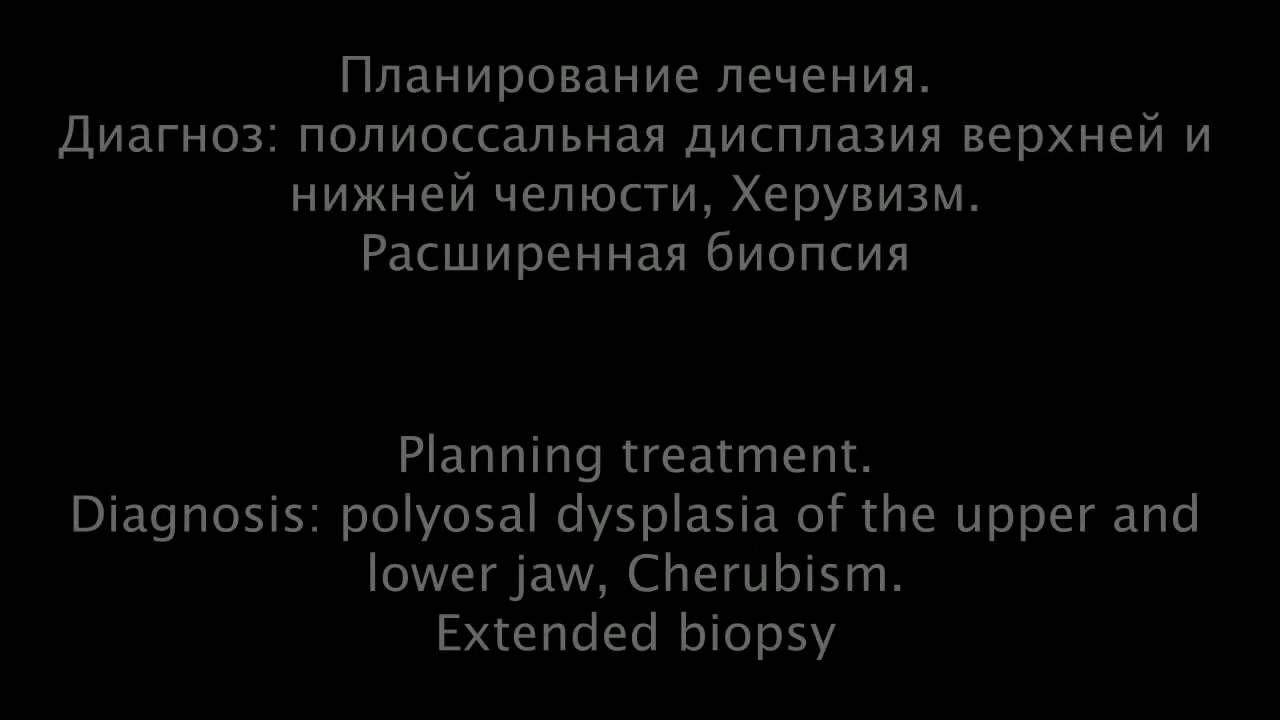 Планирование лечения.
Диагноз: полиоссальная дисплазия верхней и
нижней челюсти, Херувизм.
Расширенная биопсия
Planning treatment.
Diagnosis: polyosal dysplasia of the upper and
lower jaw, Cherubism.
Extended biopsy